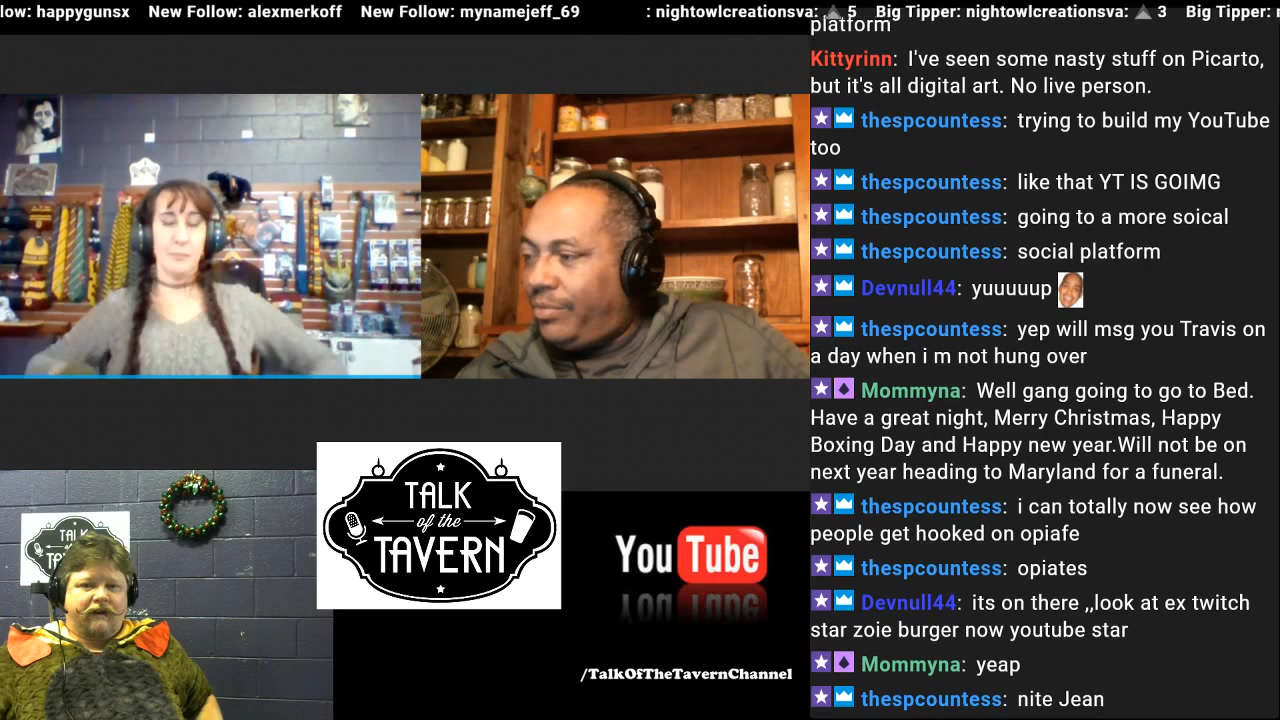 low: happygunsx New Follow: alexmerkoff New Follow: mynamejeff_69 : nightowlcreationsva: 5 Big Tipper: nightowlcreationsva: 3 Big Tipper:
platform
Kittyrinn: I've seen some nasty stuff on Picarto,
but it's all digital art. No live person.
thespcountess: trying to build my YouTube
too
thespcountess: like that YT IS GOIMG
thespcountess: going to a more soical
thespcountess: social platform
Devnull44: yuuuuup
thespcountess: yep will msg you Travis on
a day when i m not hung over
Mommyna: Well gang going to go to Bed.
Have a great night, Merry Christmas, Happy
Boxing Day and Happy new year.Will not be on
next year heading to Maryland for a funeral.
thespcountess: i can totally now see how
people get hooked on opiafe
thespcountess: opiates
Devnull44: its on there ,,look at ex twitch
star zoie burger now youtube star
Mommyna: yeap
thespcountess: nite Jean
TALK
of the
TAVERN
YouTube
/TalkOfTheTavernChannel
TALK